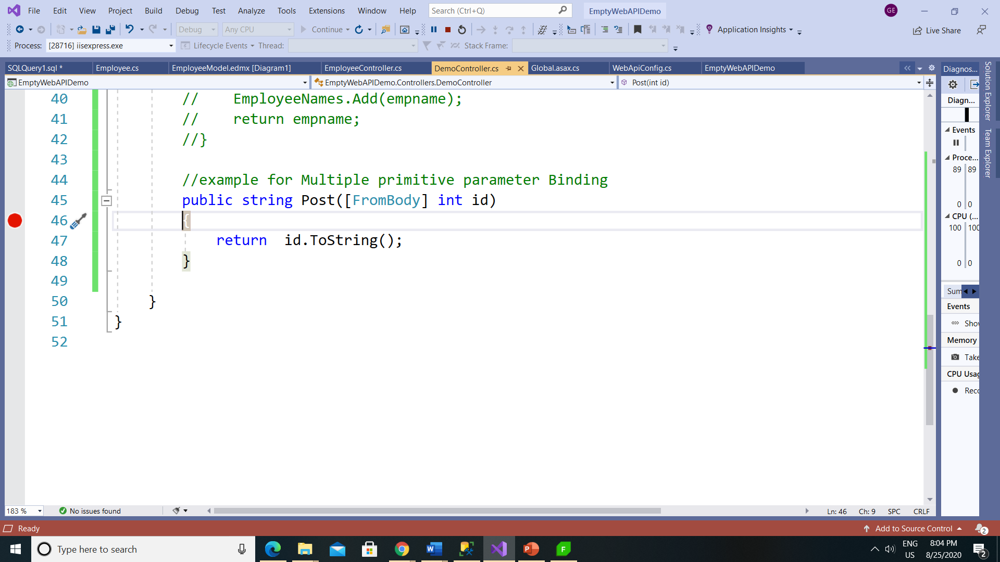 File Edit View Project Build Debug Test Analyze Tools Extensions Window Help Search (Ctrl+Q) EmptyWebAPIDemo GE
Debug Any CPU Continue Application Insights Live Share
Process: [28716] iisexpress.exe Lifecycle Events Thread: Stack Frame:
SQLQuery1.sql * Employee.cs EmployeeModel.edmx [Diagram1] EmployeeController.cs DemoController.cs Global.asax.cs WebApiConfig.cs EmptyWebAPIDemo
EmptyWebAPIDemo EmptyWebAPIDemo.Controllers.DemoController Post(int id)
40 // EmployeeNames.Add(empname);
41 // return empname;
42 //}
43
44 //example for Multiple primitive parameter Binding
45 public string Post([FromBody] int id)
46 {
47 return id.ToString();
48 }
49
50 }
51 }
52
183 % No issues found Ln: 46 Ch: 9 SPC CRLF
Diagnos...
Diagn...
Events
Proce...
89 89
0 0
CPU (...
100 100
0 0
Sum
Events
Show
Memory
Take
CPU Usag
Reco
Solution Explorer
Team Explorer
Ready Add to Source Control 2
Type here to search
ENG
US
8:04 PM
8/25/2020
2